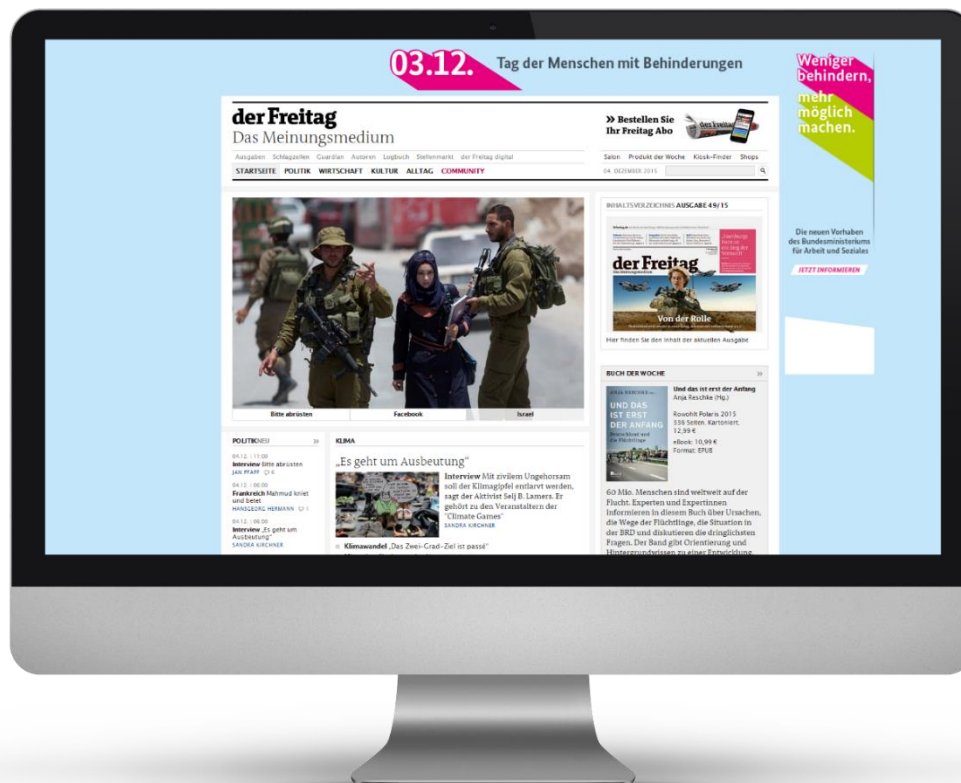 03.12. Tag der Menschen mit Behinderungen
Weniger
behindern,
mehr
möglich
machen.
Die neuen Vorhaben
des Bundesministeriums
für Arbeit und Soziales
JETZT INFORMIEREN
der Freitag
Das Meinungsmedium
» Bestellen Sie
Ihr Freitag Abo
Ausgaben Schlagzeilen Guardian Autoren Logbuch Stellenmarkt der Freitag digital
Salon Produkt der Woche Kiosk-Finder Shops
STARTSEITE POLITIK WIRTSCHAFT KULTUR ALLTAG COMMUNITY
04. DEZEMBER 2015
Bitte abrüsten Facebook Israel
INHALTSVERZEICHNIS AUSGABE 49/15
der Freitag
Von der Rolle
Hier finden Sie den Inhalt der aktuellen Ausgabe
BUCH DER WOCHE »
UND DAS
IST ERST
DER ANFANG
Deutschland und
die Flüchtlinge
Und das ist erst der Anfang
Anja Reschke (Hg.)
Rowohlt Polaris 2015
336 Seiten. Kartoniert.
12,99 €
eBook: 10,99 €
Format: EPUB
60 Mio. Menschen sind weltweit auf der
Flucht. Experten und Expertinnen
informieren in diesem Buch über Ursachen,
die Wege der Flüchtlinge, die Situation in
der BRD und diskutieren die dringlichsten
Fragen. Der Band gibt Orientierung und
Hintergrundwissen zu einer Entwicklung,
POLITIKNEU »
04.12. | 11:00
Interview Bitte abrüsten
JAN PFAFF
04.12. | 06:00
Frankreich Mahmud kniet
und betet
HANSGEORG HERMANN 1
04.12. | 06:00
Interview „Es geht um
Ausbeutung“
SANDRA KIRCHNER
KLIMA
„Es geht um Ausbeutung“
Interview Mit zivilem Ungehorsam
soll der Klimagipfel entlarvt werden,
sagt der Aktivist Selj B. Lamers. Er
gehört zu den Veranstaltern der
"Climate Games"
SANDRA KIRCHNER
Klimawandel „Das Zwei-Grad-Ziel ist passé“